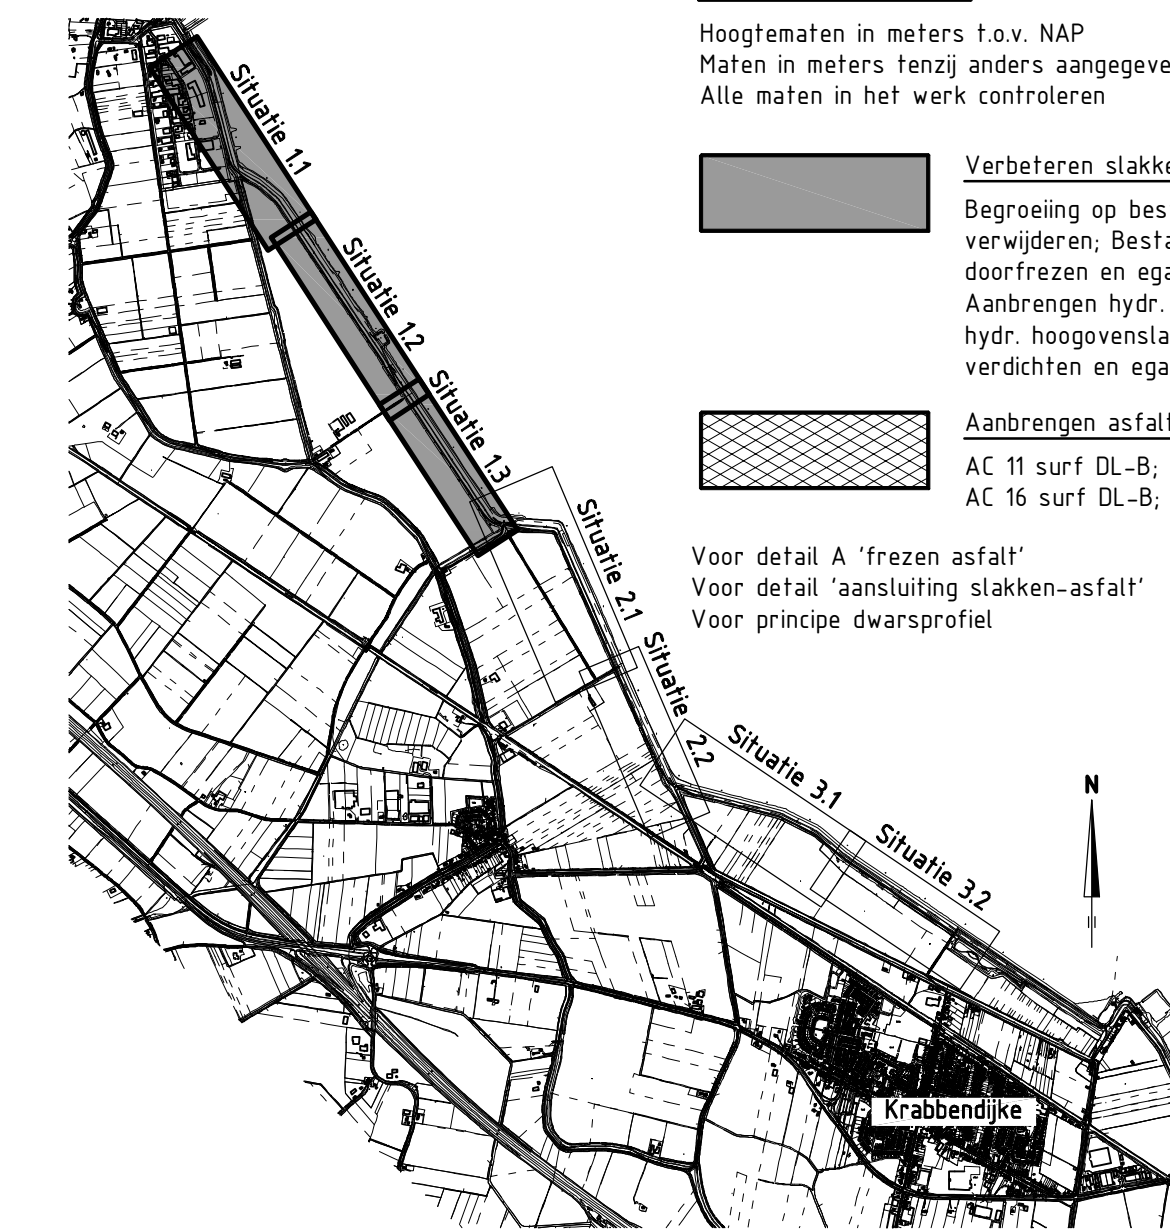 Hoogtematen in meters t.o.v. NAP
Maten in meters tenzij anders aangegeve
Alle maten in het werk controleren
Verbeteren slakke
Begroeiing op bes
verwijderen; Besta
doorfrezen en ega
Aanbrengen hydr.
hydr. hoogovensla
verdichten en ega
Aanbrengen asfalt
AC 11 surf DL-B;
AC 16 surf DL-B;
Voor detail A 'frezen asfalt'
Voor detail 'aansluiting slakken-asfalt'
Voor principe dwarsprofiel
Situatie 1.1
Situatie 1.2
Situatie 1.3
Situatie 2.1
Situatie 2.2
Situatie 3.1
Situatie 3.2
N
Krabbendijke